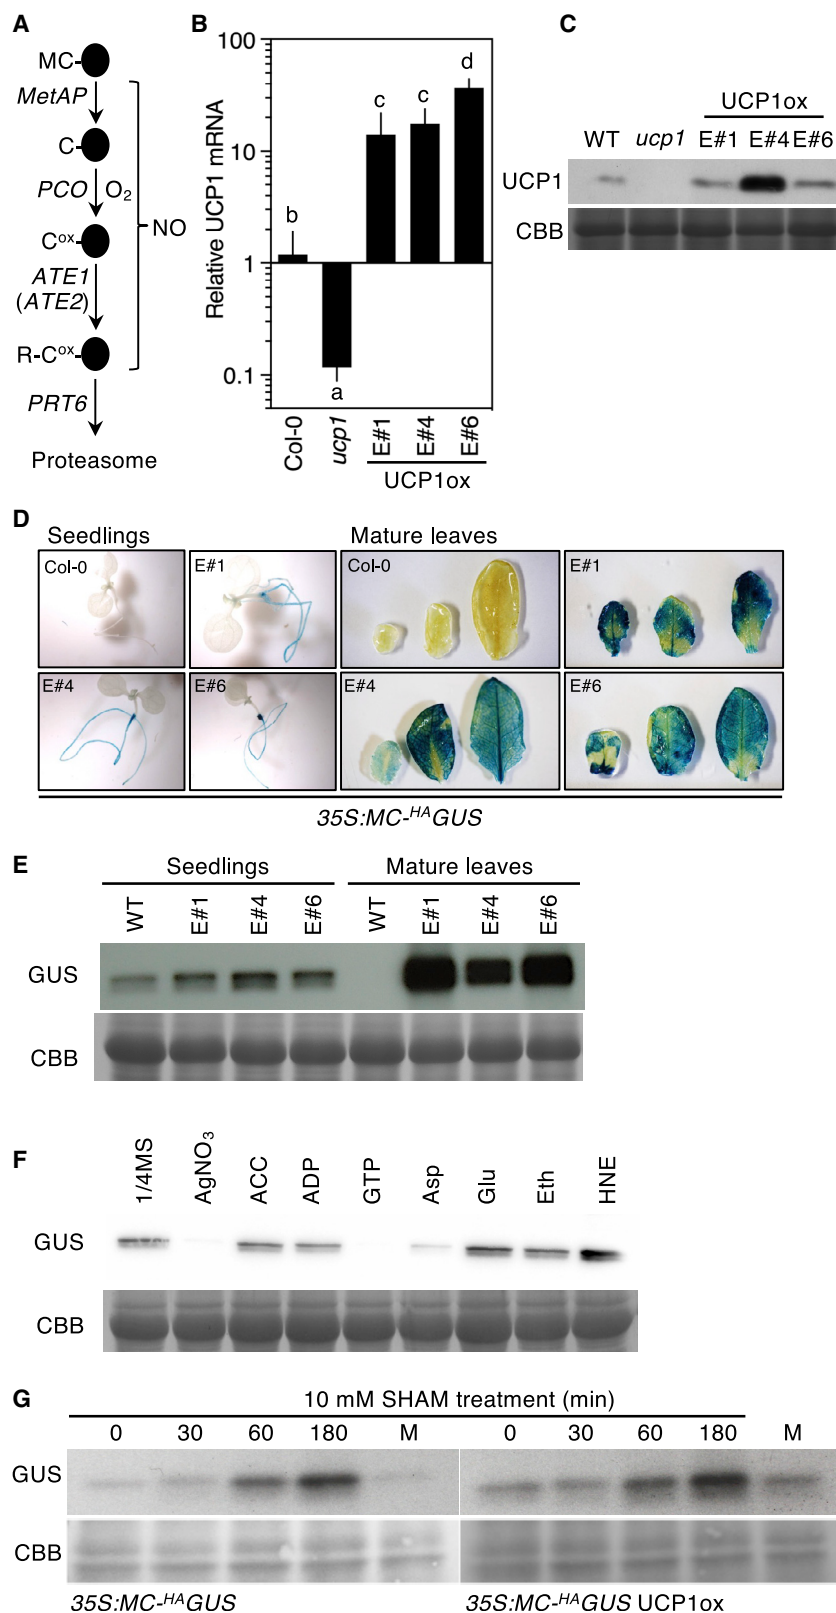 A
MC-
MetAP
C-
PCO O₂
Cᵒˣ-
NO
ATE1
(ATE2)
R-Cᵒˣ-
PRT6
Proteasome
B
Relative UCP1 mRNA
100
10
1
0.1
b
a
c
c
d
Col-0
ucp1
E#1
E#4
E#6
UCP1ox
C
UCP1ox
WT ucp1 E#1 E#4 E#6
UCP1
CBB
D
Seedlings Mature leaves
Col-0 E#1 Col-0 E#1
E#4 E#6 E#4 E#6
35S:MC-ᴴᴬGUS
E
Seedlings Mature leaves
WT E#1 E#4 E#6 WT E#1 E#4 E#6
GUS
CBB
F
1/4MS AgNO₃ ACC ADP GTP Asp Glu Eth HNE
GUS
CBB
G
10 mM SHAM treatment (min)
0 30 60 180 M 0 30 60 180 M
GUS
CBB
35S:MC-ᴴᴬGUS 35S:MC-ᴴᴬGUS UCP1ox